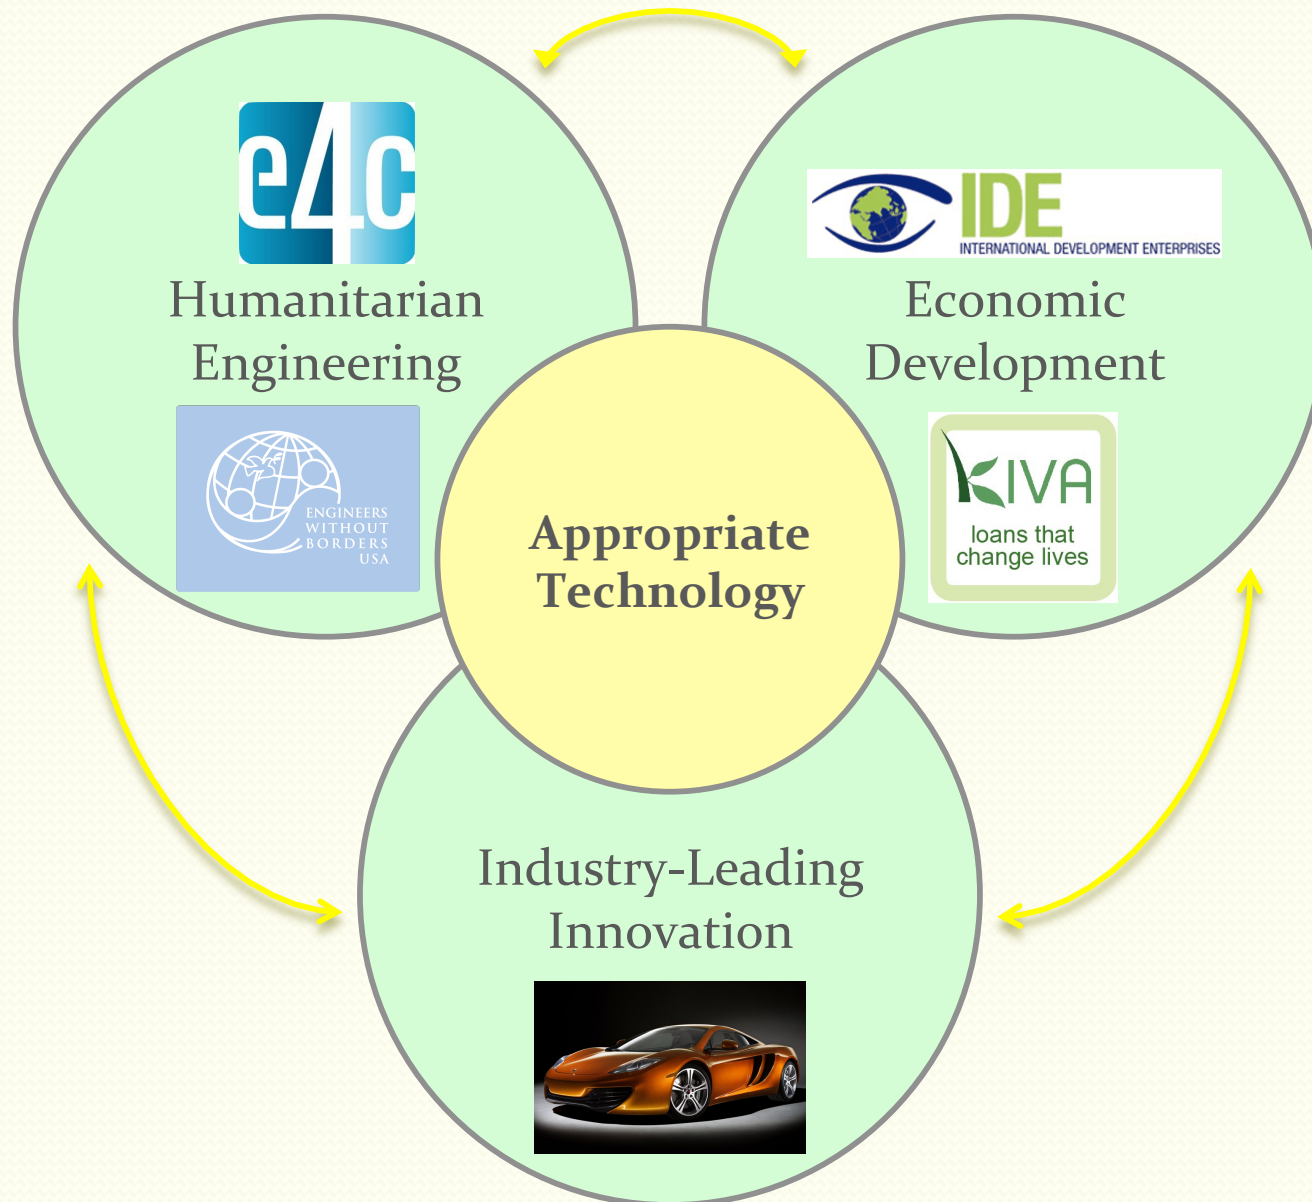 e4c
Humanitarian
Engineering
ENGINEERS
WITHOUT
BORDERS
USA
IDE
INTERNATIONAL DEVELOPMENT ENTERPRISES
Economic
Development
KIVA
loans that
change lives
Appropriate
Technology
Industry-Leading
Innovation